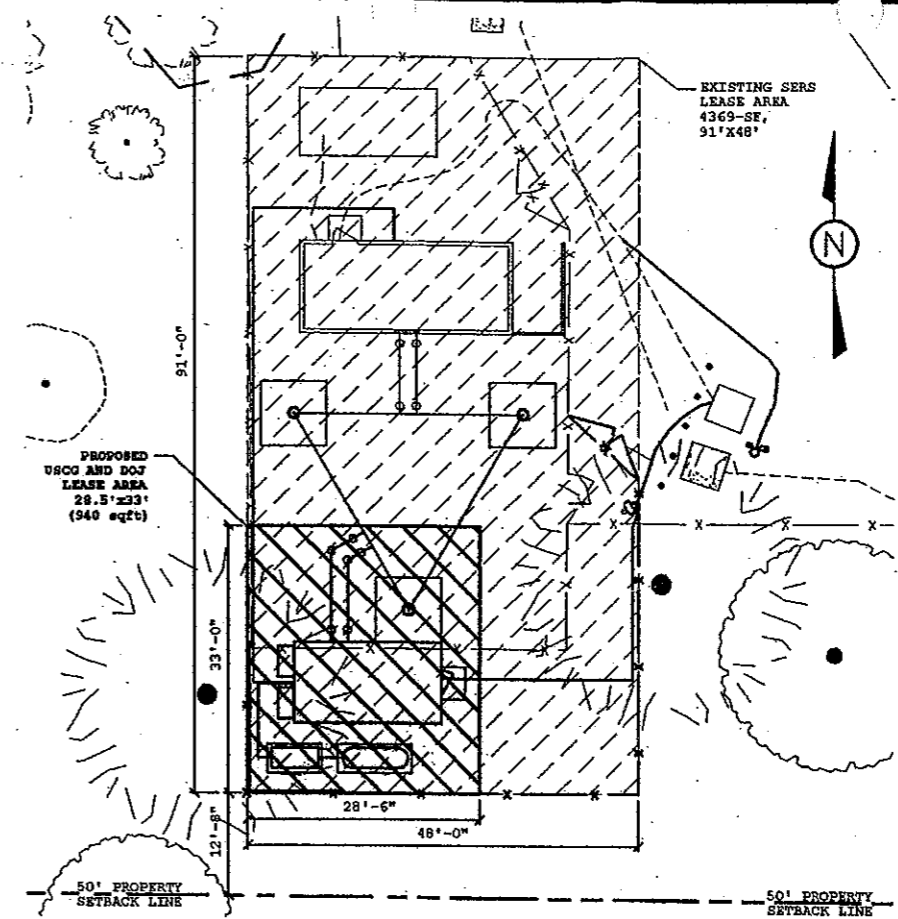 EXISTING SERS
LEASE AREA
4369-SF,
91'X48'
N
91'-0"
PROPOSED
USCG AND DOJ
LEASE AREA
28.5'x33'
(940 sqft)
33'-0"
28'-6"
48'-0"
12'-8"
50' PROPERTY
SETBACK LINE
50' PROPERTY
SETBACK LINE